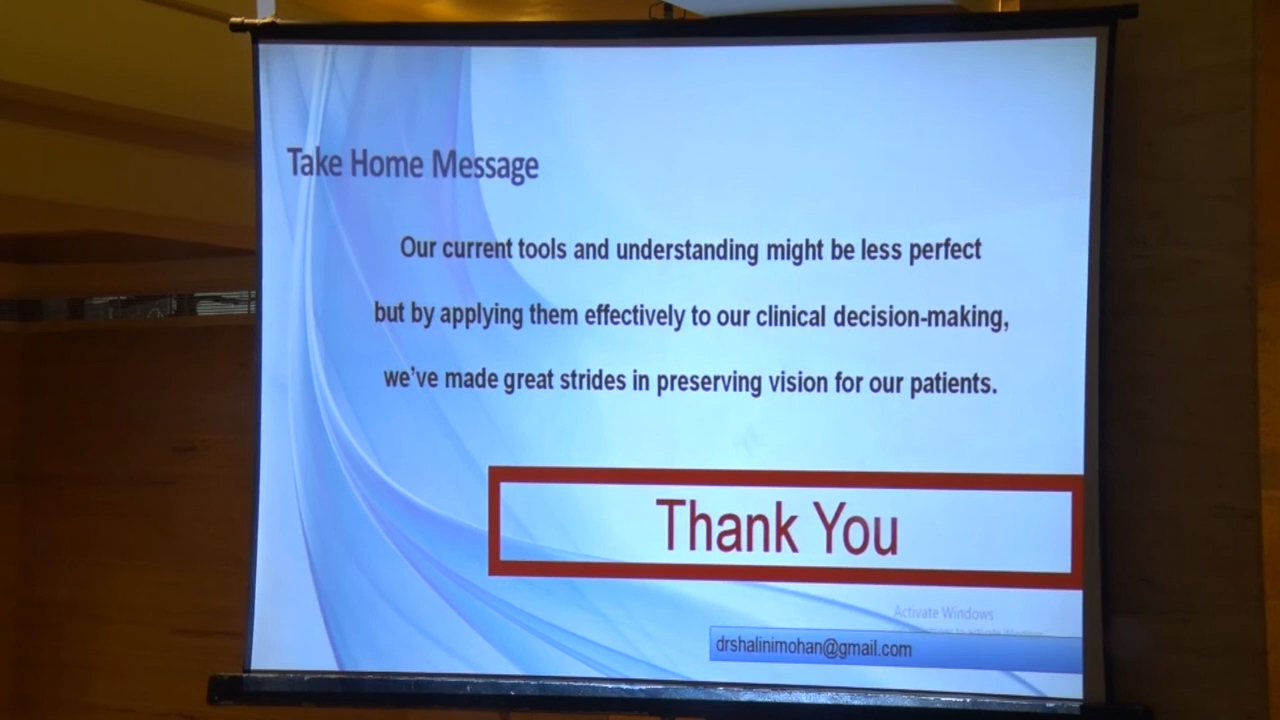 Take Home Message
Our current tools and understanding might be less perfect
but by applying them effectively to our clinical decision-making,
we've made great strides in preserving vision for our patients.
Thank You
Activate Windows
drshalinimohan@gmail.com